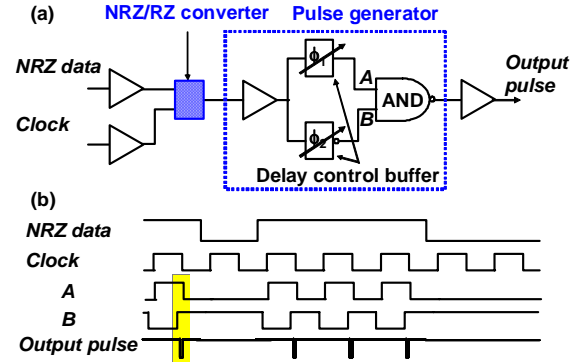 (a)
NRZ/RZ converter
Pulse generator
NRZ data
Clock
ϕ1
A
AND
B
ϕ2
Output
pulse
Delay control buffer
(b)
NRZ data
Clock
A
B
Output pulse